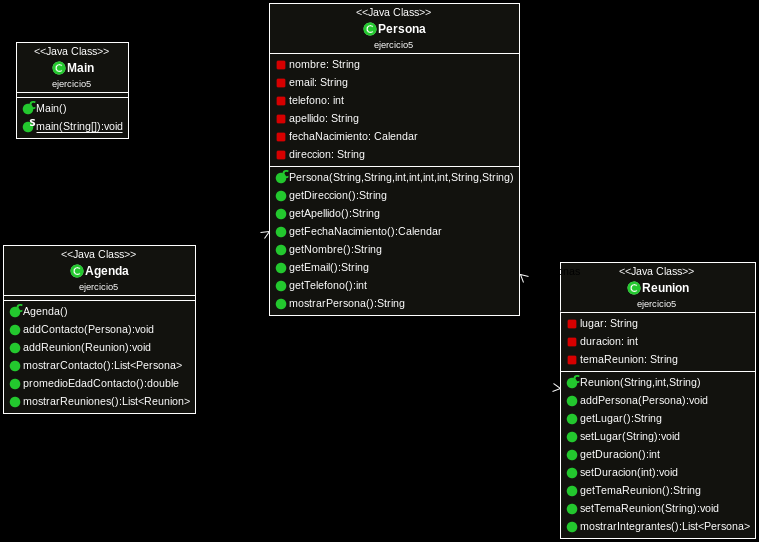 <<Java Class>>
Main
ejercicio5
Main()
main(String[]):void
<<Java Class>>
Persona
ejercicio5
nombre: String
email: String
telefono: int
apellido: String
fechaNacimiento: Calendar
direccion: String
Persona(String,String,int,int,int,int,String,String)
getDireccion():String
getApellido():String
getFechaNacimiento():Calendar
getNombre():String
getEmail():String
getTelefono():int
mostrarPersona():String
<<Java Class>>
Agenda
ejercicio5
Agenda()
addContacto(Persona):void
addReunion(Reunion):void
mostrarContacto():List<Persona>
promedioEdadContacto():double
mostrarReuniones():List<Reunion>
<<Java Class>>
Reunion
ejercicio5
lugar: String
duracion: int
temaReunion: String
Reunion(String,int,String)
addPersona(Persona):void
getLugar():String
setLugar(String):void
getDuracion():int
setDuracion(int):void
getTemaReunion():String
setTemaReunion(String):void
mostrarIntegrantes():List<Persona>